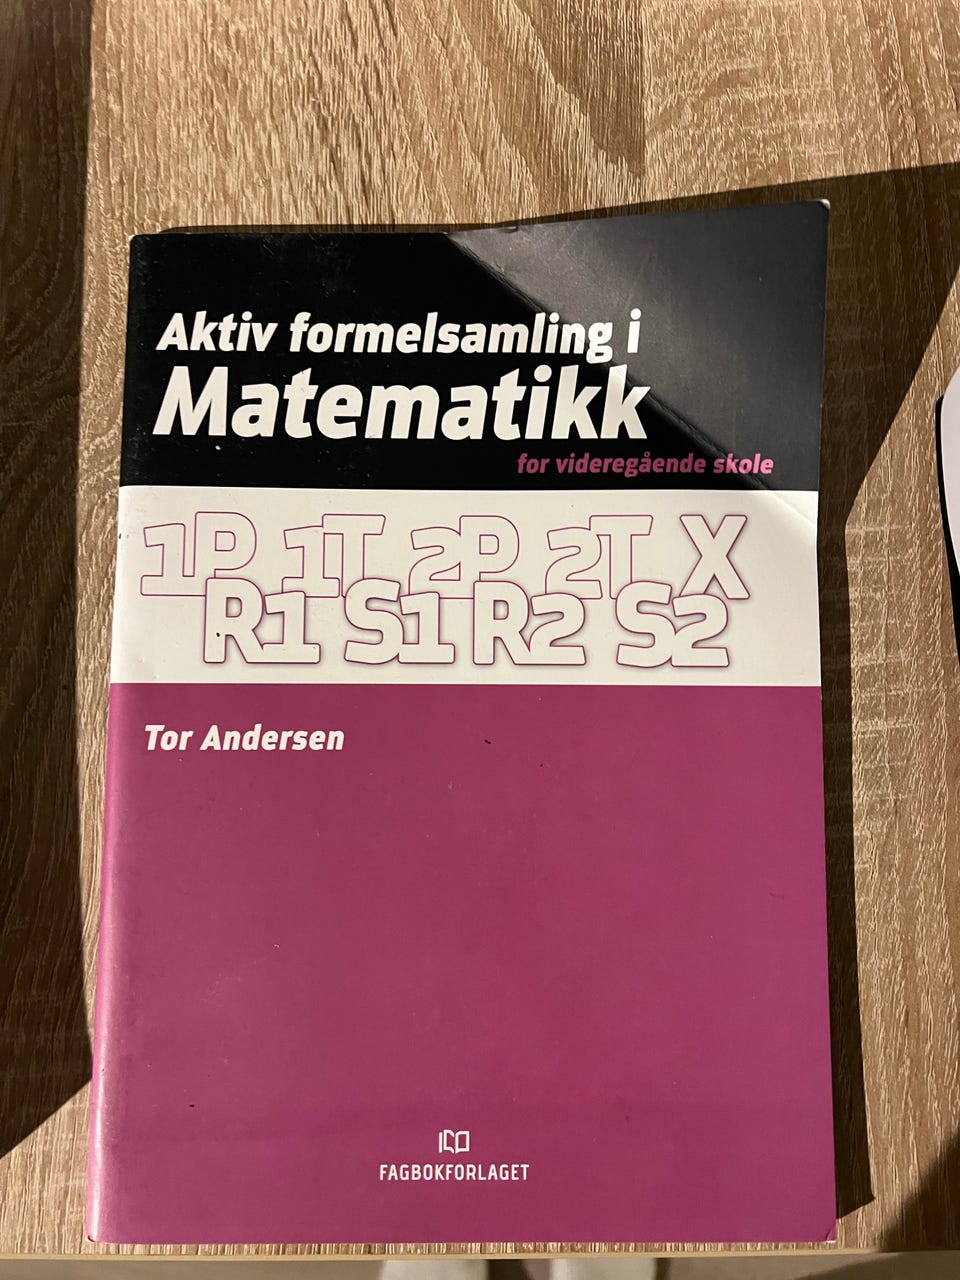 Aktiv formelsamling i
Matematikk
for videregående skole
1P 1T 2P 2T X
R1 S1 R2 S2
Tor Andersen
FAGBOKFORLAGET